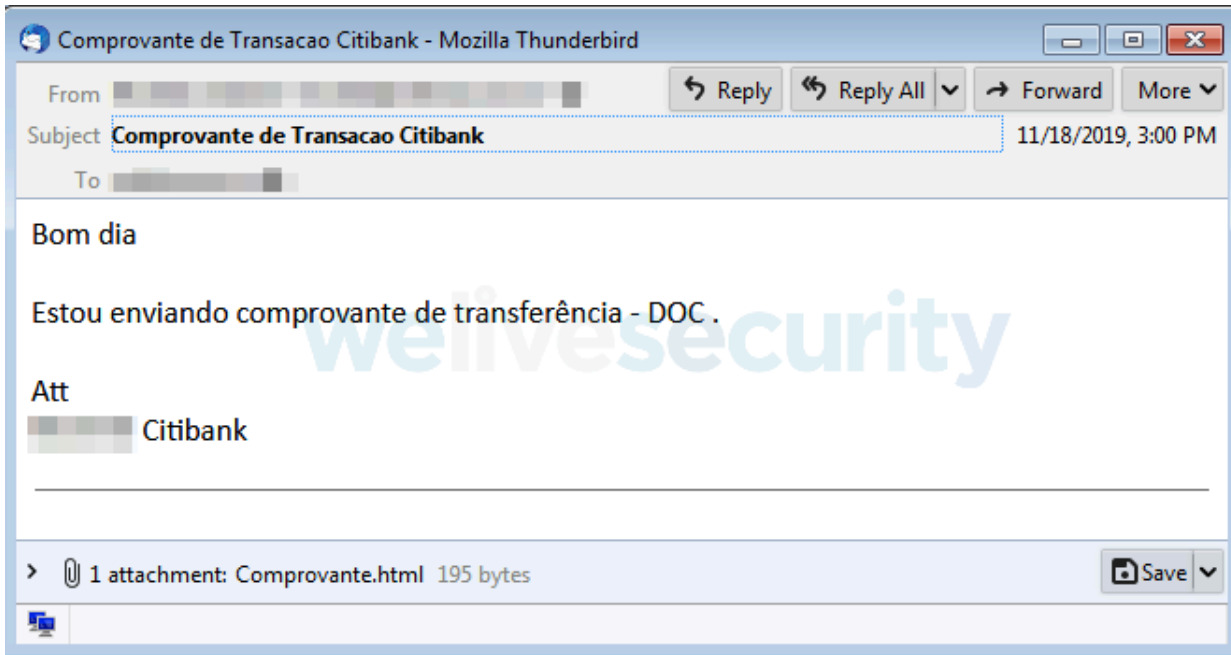 Comprovante de Transacao Citibank - Mozilla Thunderbird
From Reply Reply All Forward More
Subject Comprovante de Transacao Citibank 11/18/2019, 3:00 PM
To
Bom dia
Estou enviando comprovante de transferência - DOC .
welivesecurity
Att
Citibank
1 attachment: Comprovante.html 195 bytes Save